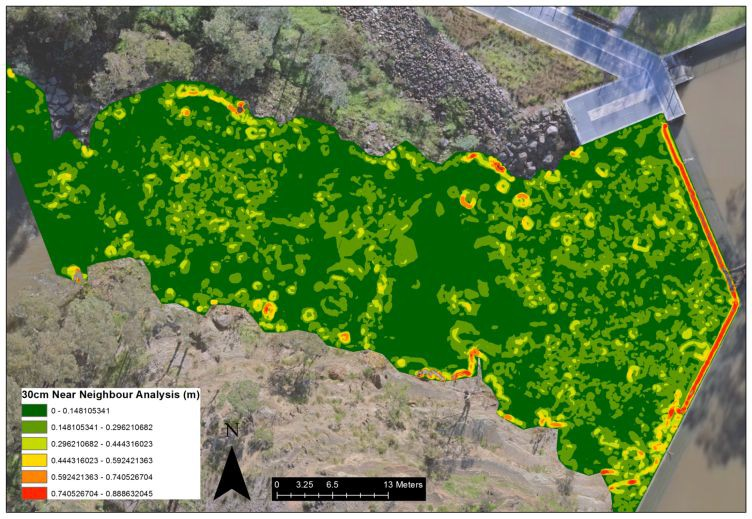 30cm Near Neighbour Analysis (m)
0 - 0.148105341
0.148105341 - 0.296210682
0.296210682 - 0.444316023
0.444316023 - 0.592421363
0.592421363 - 0.740526704
0.740526704 - 0.888632045
N
0 3.25 6.5 13 Meters